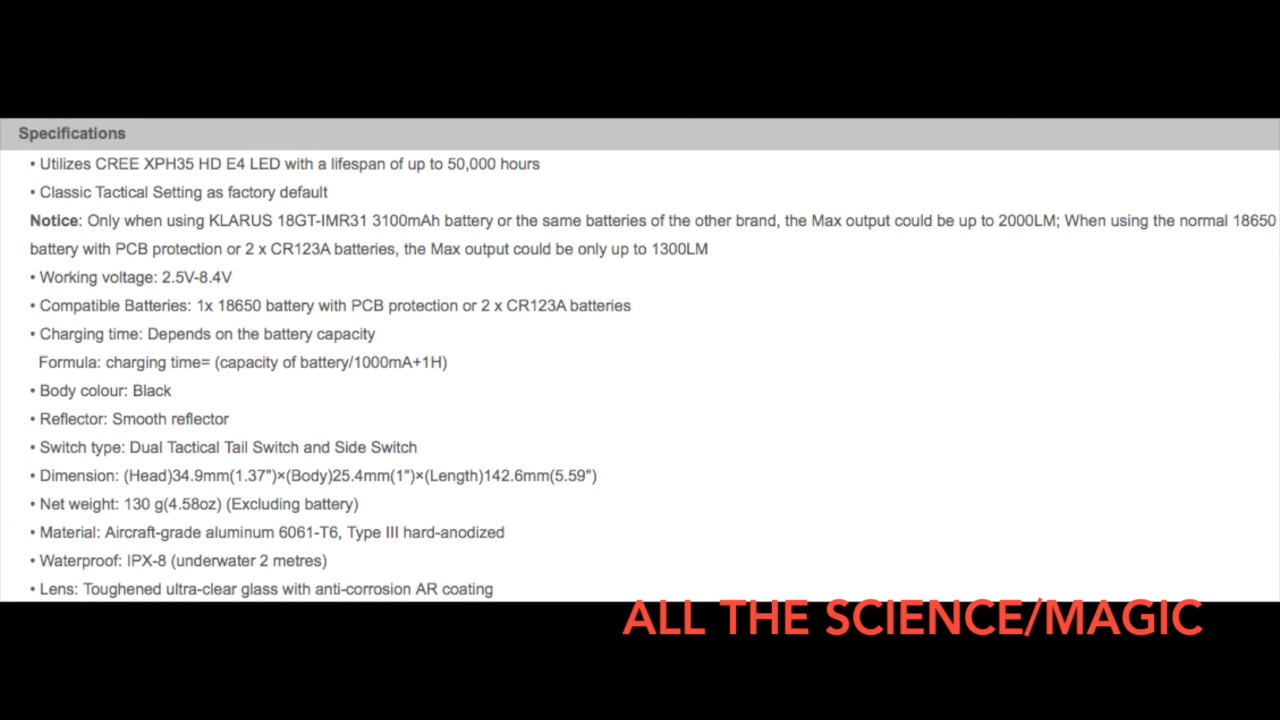 Specifications
• Utilizes CREE XPH35 HD E4 LED with a lifespan of up to 50,000 hours
• Classic Tactical Setting as factory default
Notice: Only when using KLARUS 18GT-IMR31 3100mAh battery or the same batteries of the other brand, the Max output could be up to 2000LM; When using the normal 18650
battery with PCB protection or 2 x CR123A batteries, the Max output could be only up to 1300LM
• Working voltage: 2.5V-8.4V
• Compatible Batteries: 1x 18650 battery with PCB protection or 2 x CR123A batteries
• Charging time: Depends on the battery capacity
Formula: charging time= (capacity of battery/1000mA+1H)
• Body colour: Black
• Reflector: Smooth reflector
• Switch type: Dual Tactical Tail Switch and Side Switch
• Dimension: (Head)34.9mm(1.37")×(Body)25.4mm(1")×(Length)142.6mm(5.59")
• Net weight: 130 g(4.58oz) (Excluding battery)
• Material: Aircraft-grade aluminum 6061-T6, Type III hard-anodized
• Waterproof: IPX-8 (underwater 2 metres)
• Lens: Toughened ultra-clear glass with anti-corrosion AR coating
ALL THE SCIENCE/MAGIC